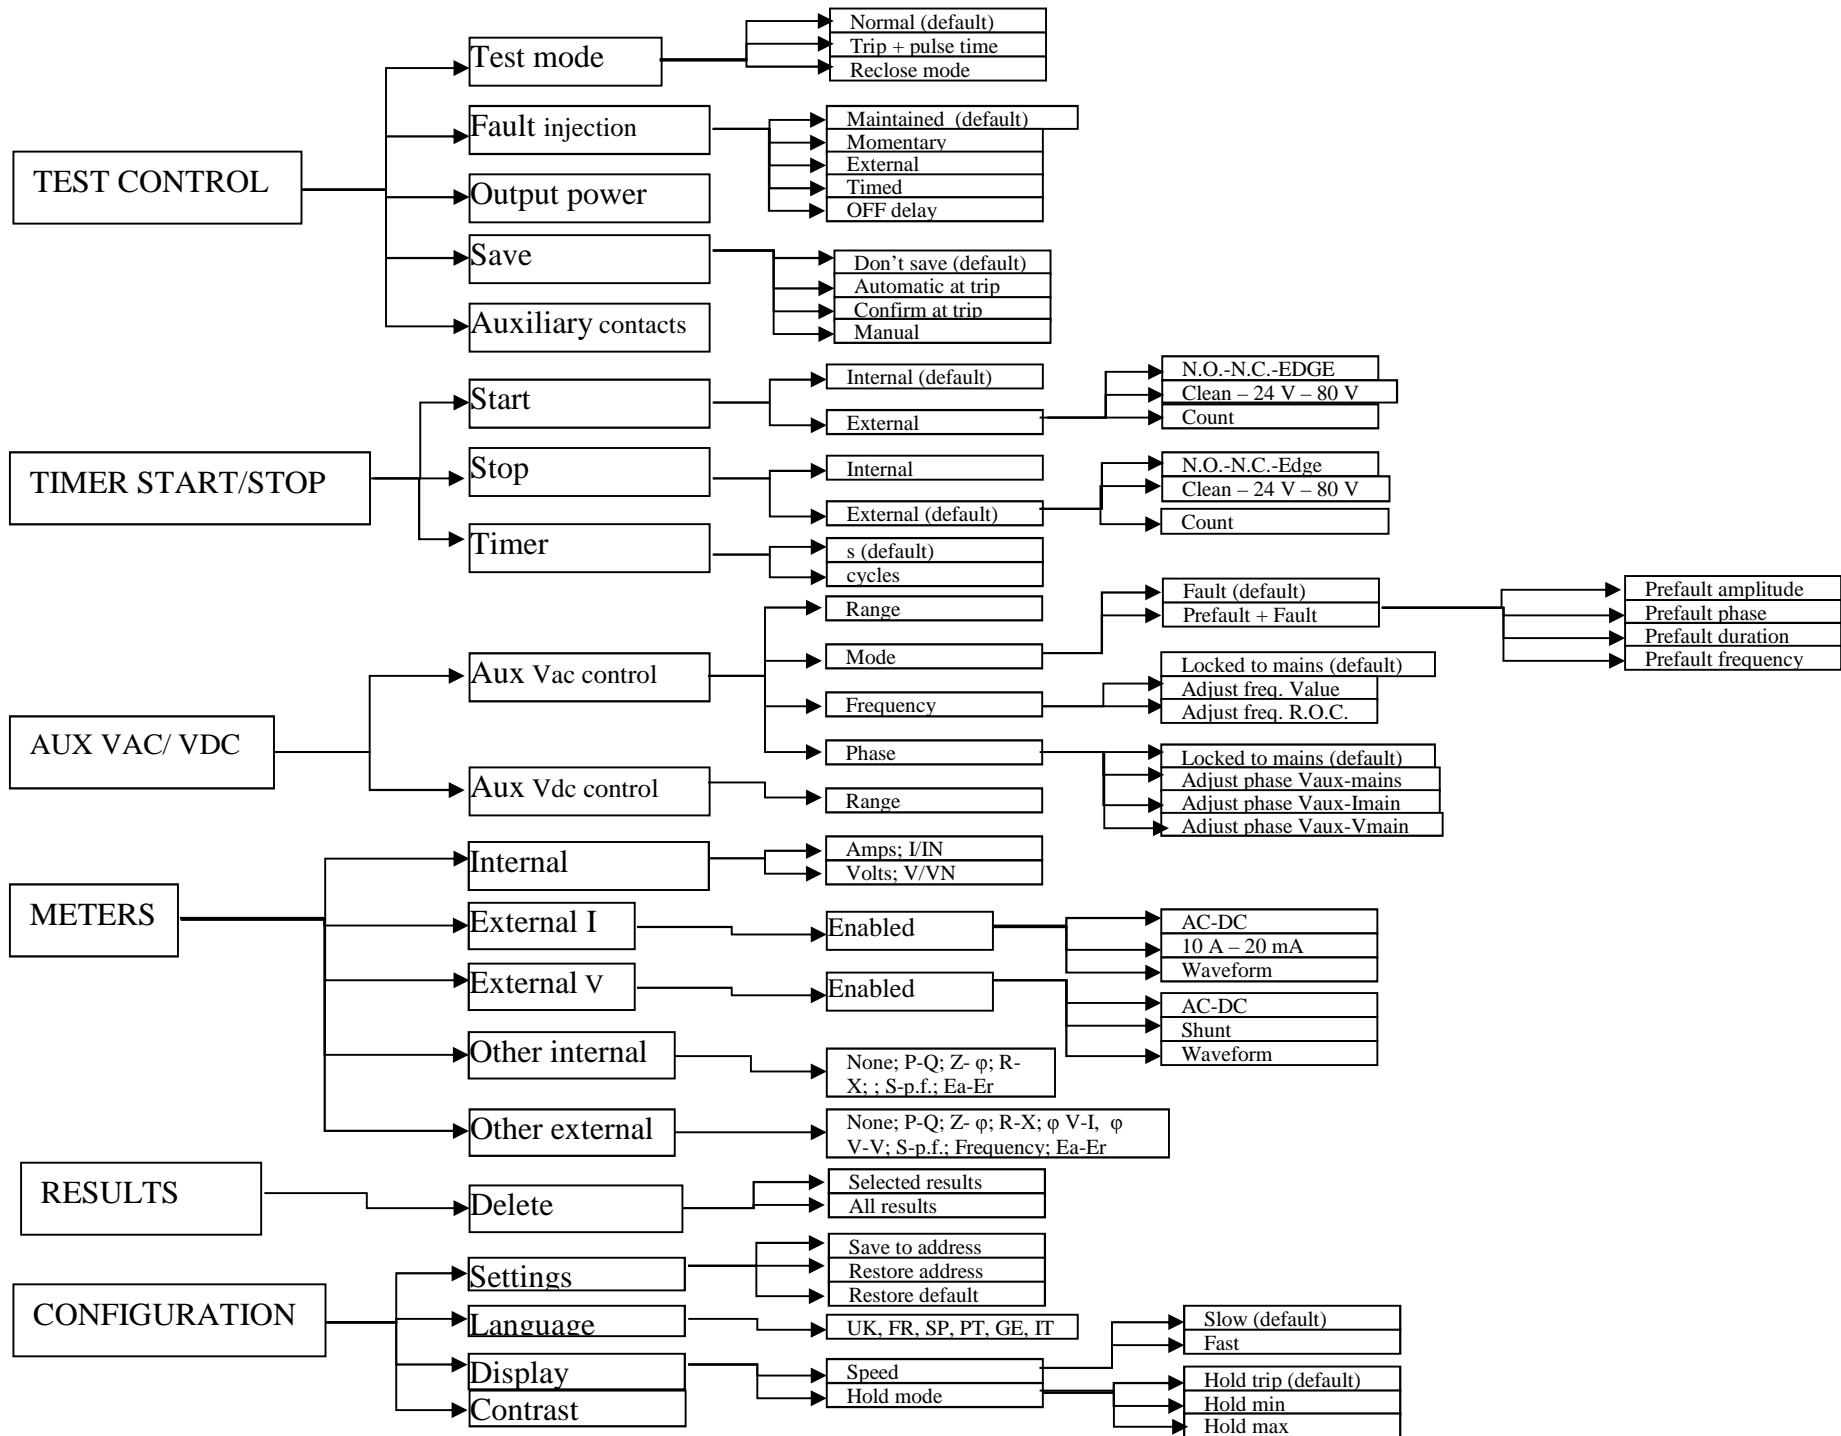 TEST CONTROL
Test mode
Normal (default)
Trip + pulse time
Reclose mode
Fault injection
Maintained (default)
Momentary
External
Timed
OFF delay
Output power
Save
Don't save (default)
Automatic at trip
Confirm at trip
Manual
Auxiliary contacts
TIMER START/STOP
Start
Internal (default)
External
N.O.-N.C.-EDGE
Clean – 24 V – 80 V
Count
Stop
Internal
External (default)
N.O.-N.C.-Edge
Clean – 24 V – 80 V
Count
Timer
s (default)
cycles
AUX VAC/ VDC
Aux Vac control
Range
Mode
Fault (default)
Prefault + Fault
Prefault amplitude
Prefault phase
Prefault duration
Prefault frequency
Frequency
Locked to mains (default)
Adjust freq. Value
Adjust freq. R.O.C.
Phase
Locked to mains (default)
Adjust phase Vaux-mains
Adjust phase Vaux-Imain
Adjust phase Vaux-Vmain
Aux Vdc control
Range
METERS
Internal
Amps; I/IN
Volts; V/VN
External I
Enabled
AC-DC
10 A – 20 mA
Waveform
External V
Enabled
AC-DC
Shunt
Waveform
Other internal
None; P-Q; Z- φ; R-
X; ; S-p.f.; Ea-Er
Other external
None; P-Q; Z- φ; R-X; φ V-I, φ
V-V; S-p.f.; Frequency; Ea-Er
RESULTS
Delete
Selected results
All results
CONFIGURATION
Settings
Save to address
Restore address
Restore default
Language
UK, FR, SP, PT, GE, IT
Display
Speed
Slow (default)
Fast
Hold mode
Hold trip (default)
Hold min
Hold max
Contrast